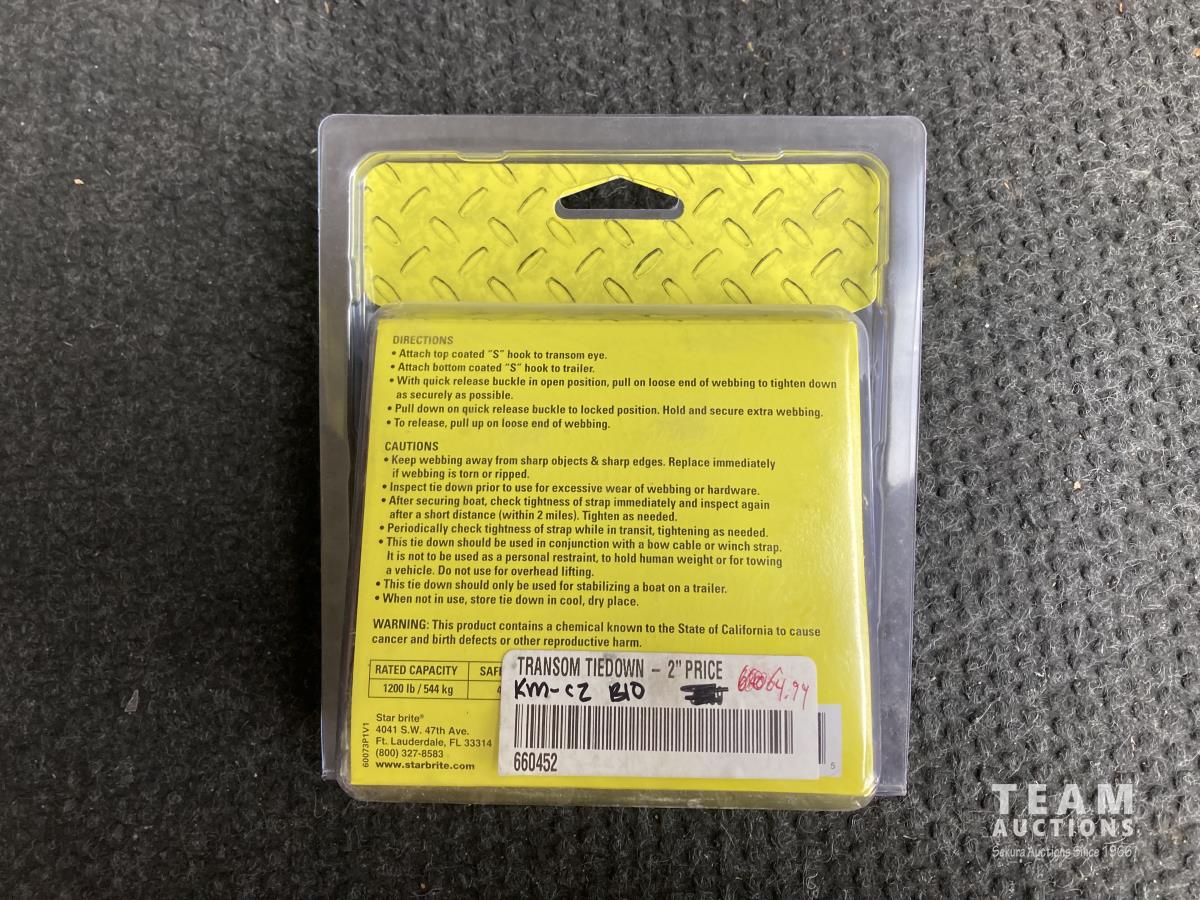 DIRECTIONS
• Attach top coated "S" hook to transom eye.
• Attach bottom coated "S" hook to trailer.
• With quick release buckle in open position, pull on loose end of webbing to tighten down
as securely as possible.
• Pull down on quick release buckle to locked position. Hold and secure extra webbing.
• To release, pull up on loose end of webbing.
CAUTIONS
• Keep webbing away from sharp objects & sharp edges. Replace immediately
if webbing is torn or ripped.
• Inspect tie down prior to use for excessive wear of webbing or hardware.
• After securing boat, check tightness of strap immediately and inspect again
after a short distance (within 2 miles). Tighten as needed.
• Periodically check tightness of strap while in transit, tightening as needed.
• This tie down should be used in conjunction with a bow cable or winch strap.
It is not to be used as a personal restraint, to hold human weight or for towing
a vehicle. Do not use for overhead lifting.
• This tie down should only be used for stabilizing a boat on a trailer.
• When not in use, store tie down in cool, dry place.
WARNING: This product contains a chemical known to the State of California to cause
cancer and birth defects or other reproductive harm.
RATED CAPACITY SAF
1200 lb / 544 kg 4
TRANSOM TIEDOWN - 2" PRICE
KM-CZ B10 64.94
660452
5
Star brite®
4041 S.W. 47th Ave.
Ft. Lauderdale, FL 33314
(800) 327-8583
www.starbrite.com
60073P1V1
TEAM
AUCTIONS
Sekura Auctions Since 1966